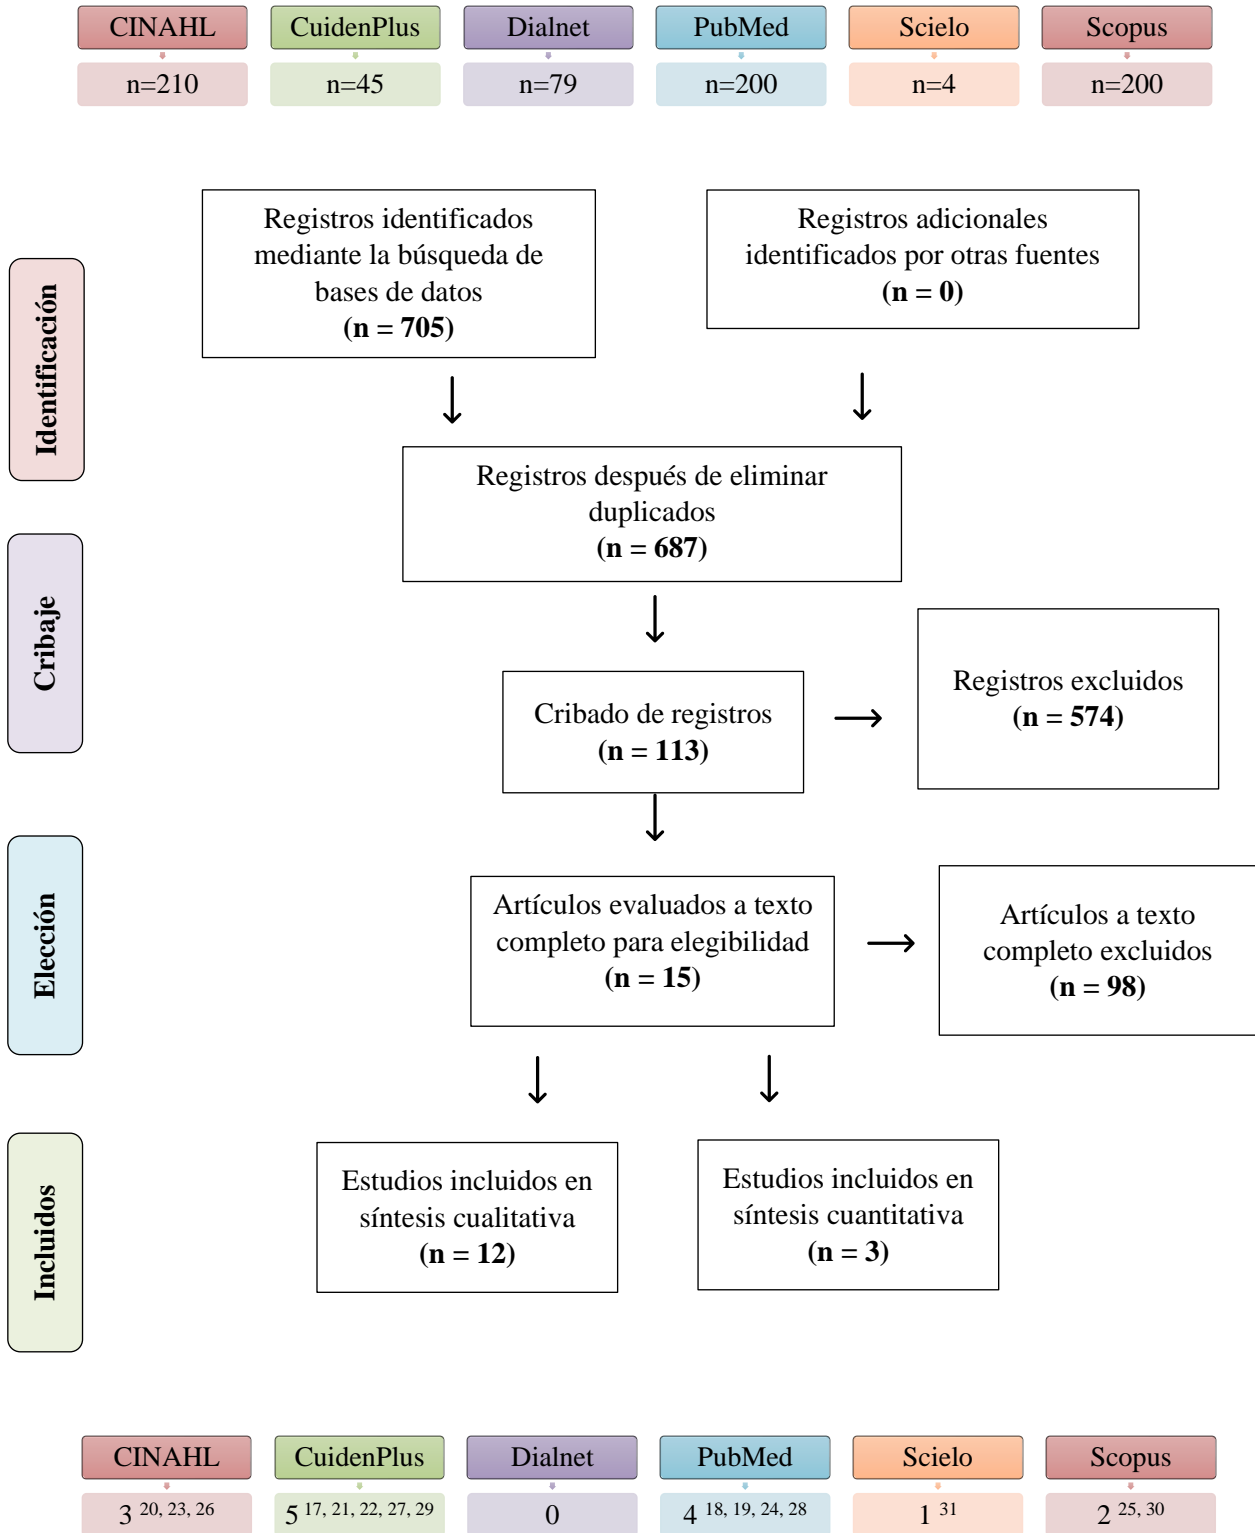 CINAHL
CuidenPlus
Dialnet
PubMed
Scielo
Scopus
n=210
n=45
n=79
n=200
n=4
n=200
Identificación
Registros identificados
mediante la búsqueda de
bases de datos
(n = 705)
Registros adicionales
identificados por otras fuentes
(n = 0)
Registros después de eliminar
duplicados
(n = 687)
Cribaje
Cribado de registros
(n = 113)
Registros excluidos
(n = 574)
Elección
Artículos evaluados a texto
completo para elegibilidad
(n = 15)
Artículos a texto
completo excluidos
(n = 98)
Incluidos
Estudios incluidos en
síntesis cualitativa
(n = 12)
Estudios incluidos en
síntesis cuantitativa
(n = 3)
CINAHL
CuidenPlus
Dialnet
PubMed
Scielo
Scopus
3 20, 23, 26
5 17, 21, 22, 27, 29
0
4 18, 19, 24, 28
1 31
2 25, 30